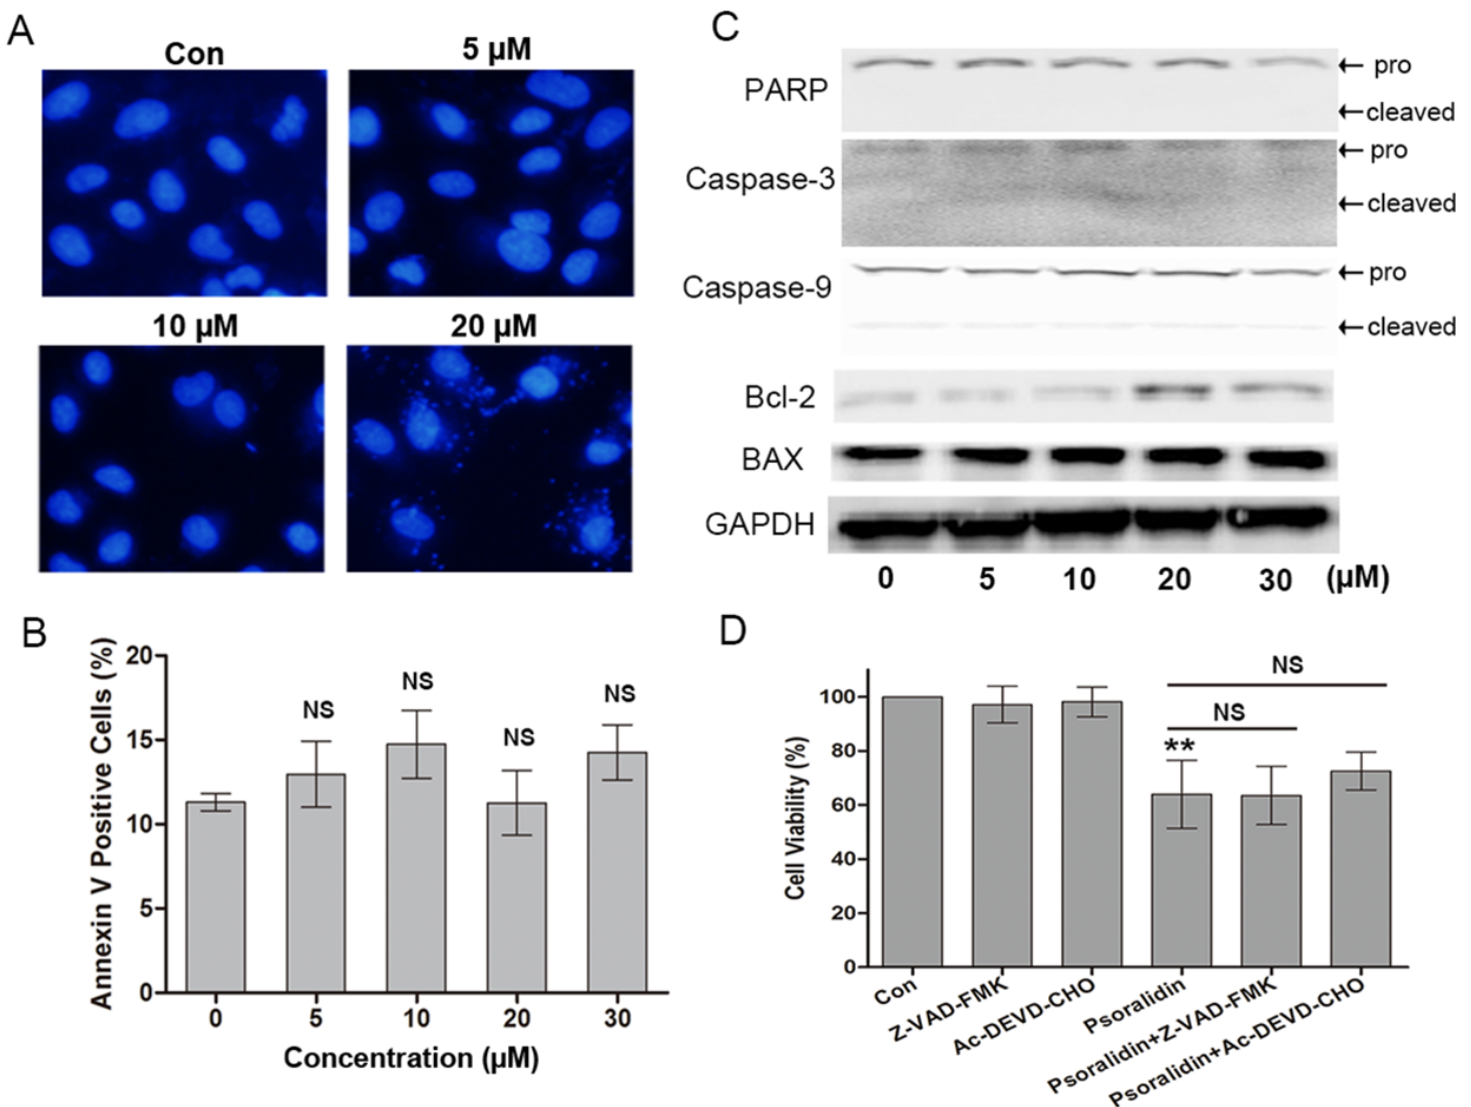 A
Con
5 µM
10 µM
20 µM
B
Annexin V Positive Cells (%)
20
15
10
5
0
NS
NS
NS
NS
0
5
10
20
30
Concentration (µM)
C
PARP
pro
cleaved
Caspase-3
pro
cleaved
Caspase-9
pro
cleaved
Bcl-2
BAX
GAPDH
0 5 10 20 30 (µM)
D
Cell Viability (%)
100
80
60
40
20
0
NS
NS
**
Con
Z-VAD-FMK
Ac-DEVD-CHO
Psoralidin
Psoralidin+Z-VAD-FMK
Psoralidin+Ac-DEVD-CHO